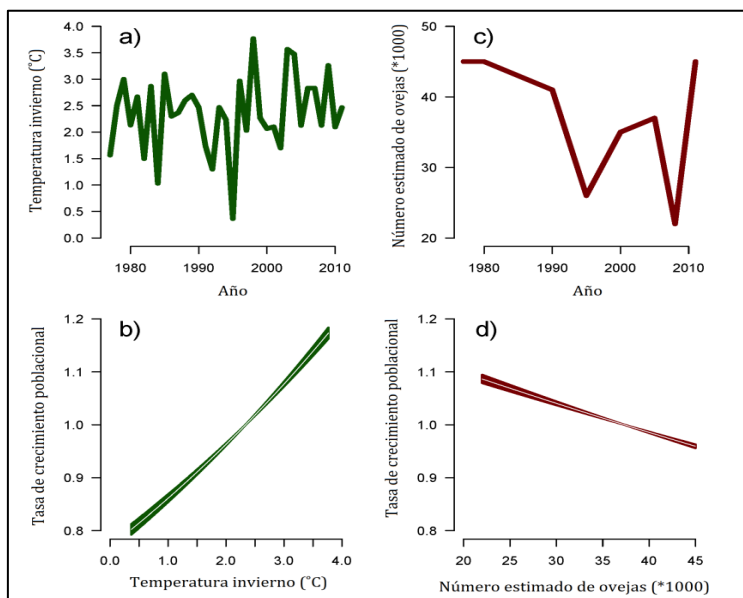 a)
Temperatura invierno (°C)
4.0
3.5
3.0
2.5
2.0
1.5
1.0
0.5
0.0
1980 1990 2000 2010
Año
c)
Número estimado de ovejas (*1000)
50
40
30
20
1980 1990 2000 2010
Año
b)
Tasa de crecimiento poblacional
1.2
1.1
1.0
0.9
0.8
0.0 1.0 2.0 3.0 4.0
Temperatura invierno (°C)
d)
Tasa de crecimiento poblacional
1.2
1.1
1.0
0.9
0.8
20 25 30 35 40 45
Número estimado de ovejas (*1000)